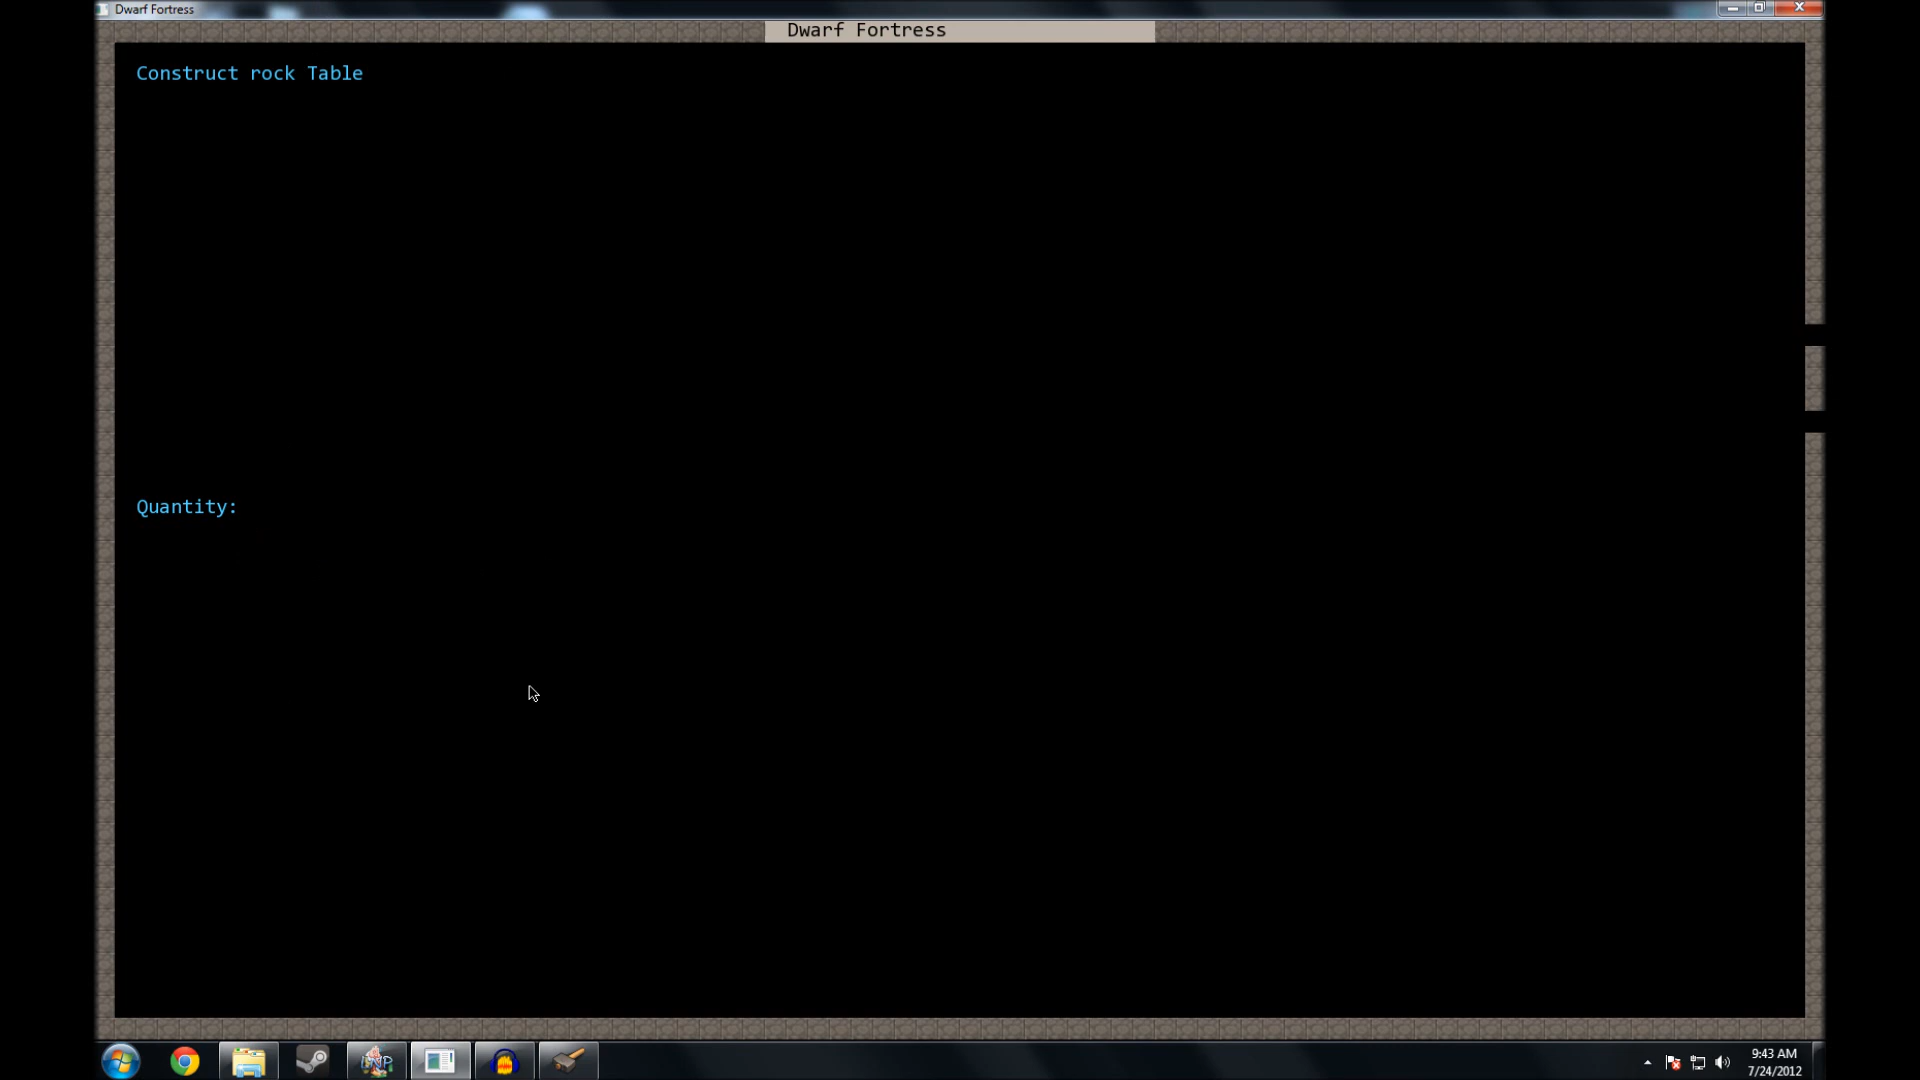 Dwarf Fortress
Dwarf Fortress
Construct rock Table
Quantity:
9:43 AM
7/24/2012